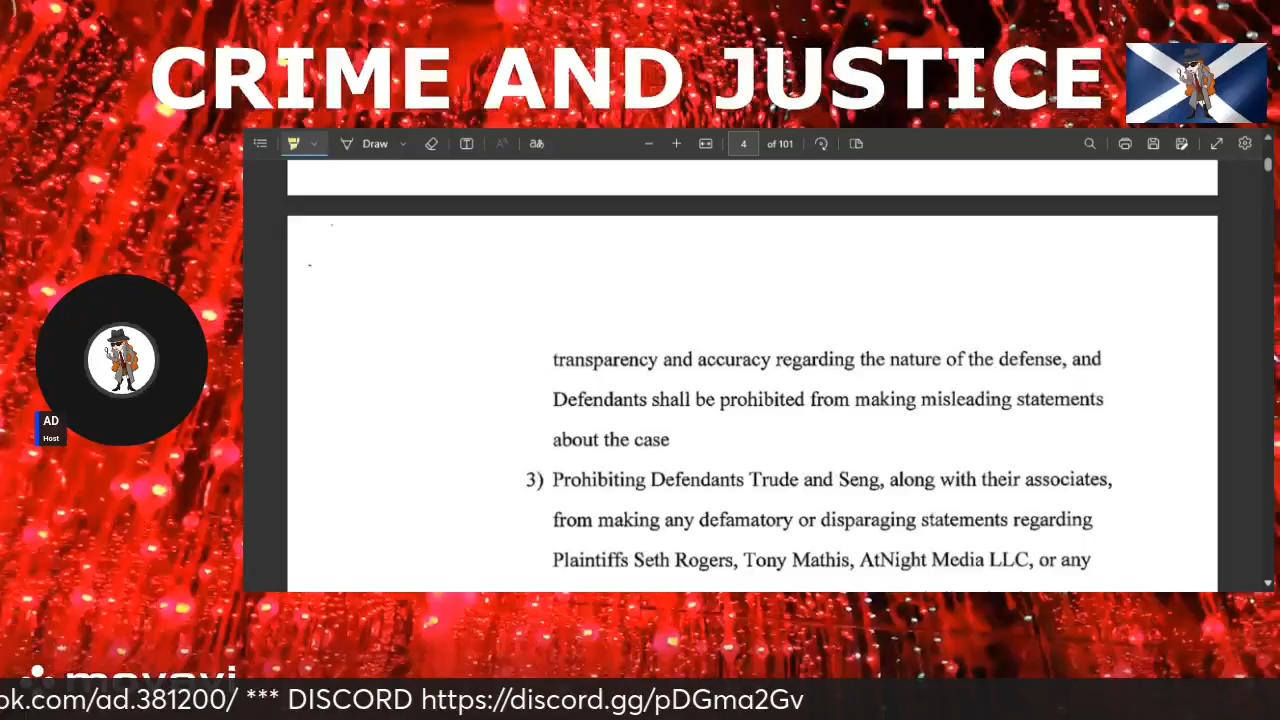 CRIME AND JUSTICE
Draw
4 of 101
transparency and accuracy regarding the nature of the defense, and
Defendants shall be prohibited from making misleading statements
about the case
3) Prohibiting Defendants Trude and Seng, along with their associates,
from making any defamatory or disparaging statements regarding
Plaintiffs Seth Rogers, Tony Mathis, AtNight Media LLC, or any
AD
Host
ok.com/ad.381200/ *** DISCORD https://discord.gg/pDGma2Gv